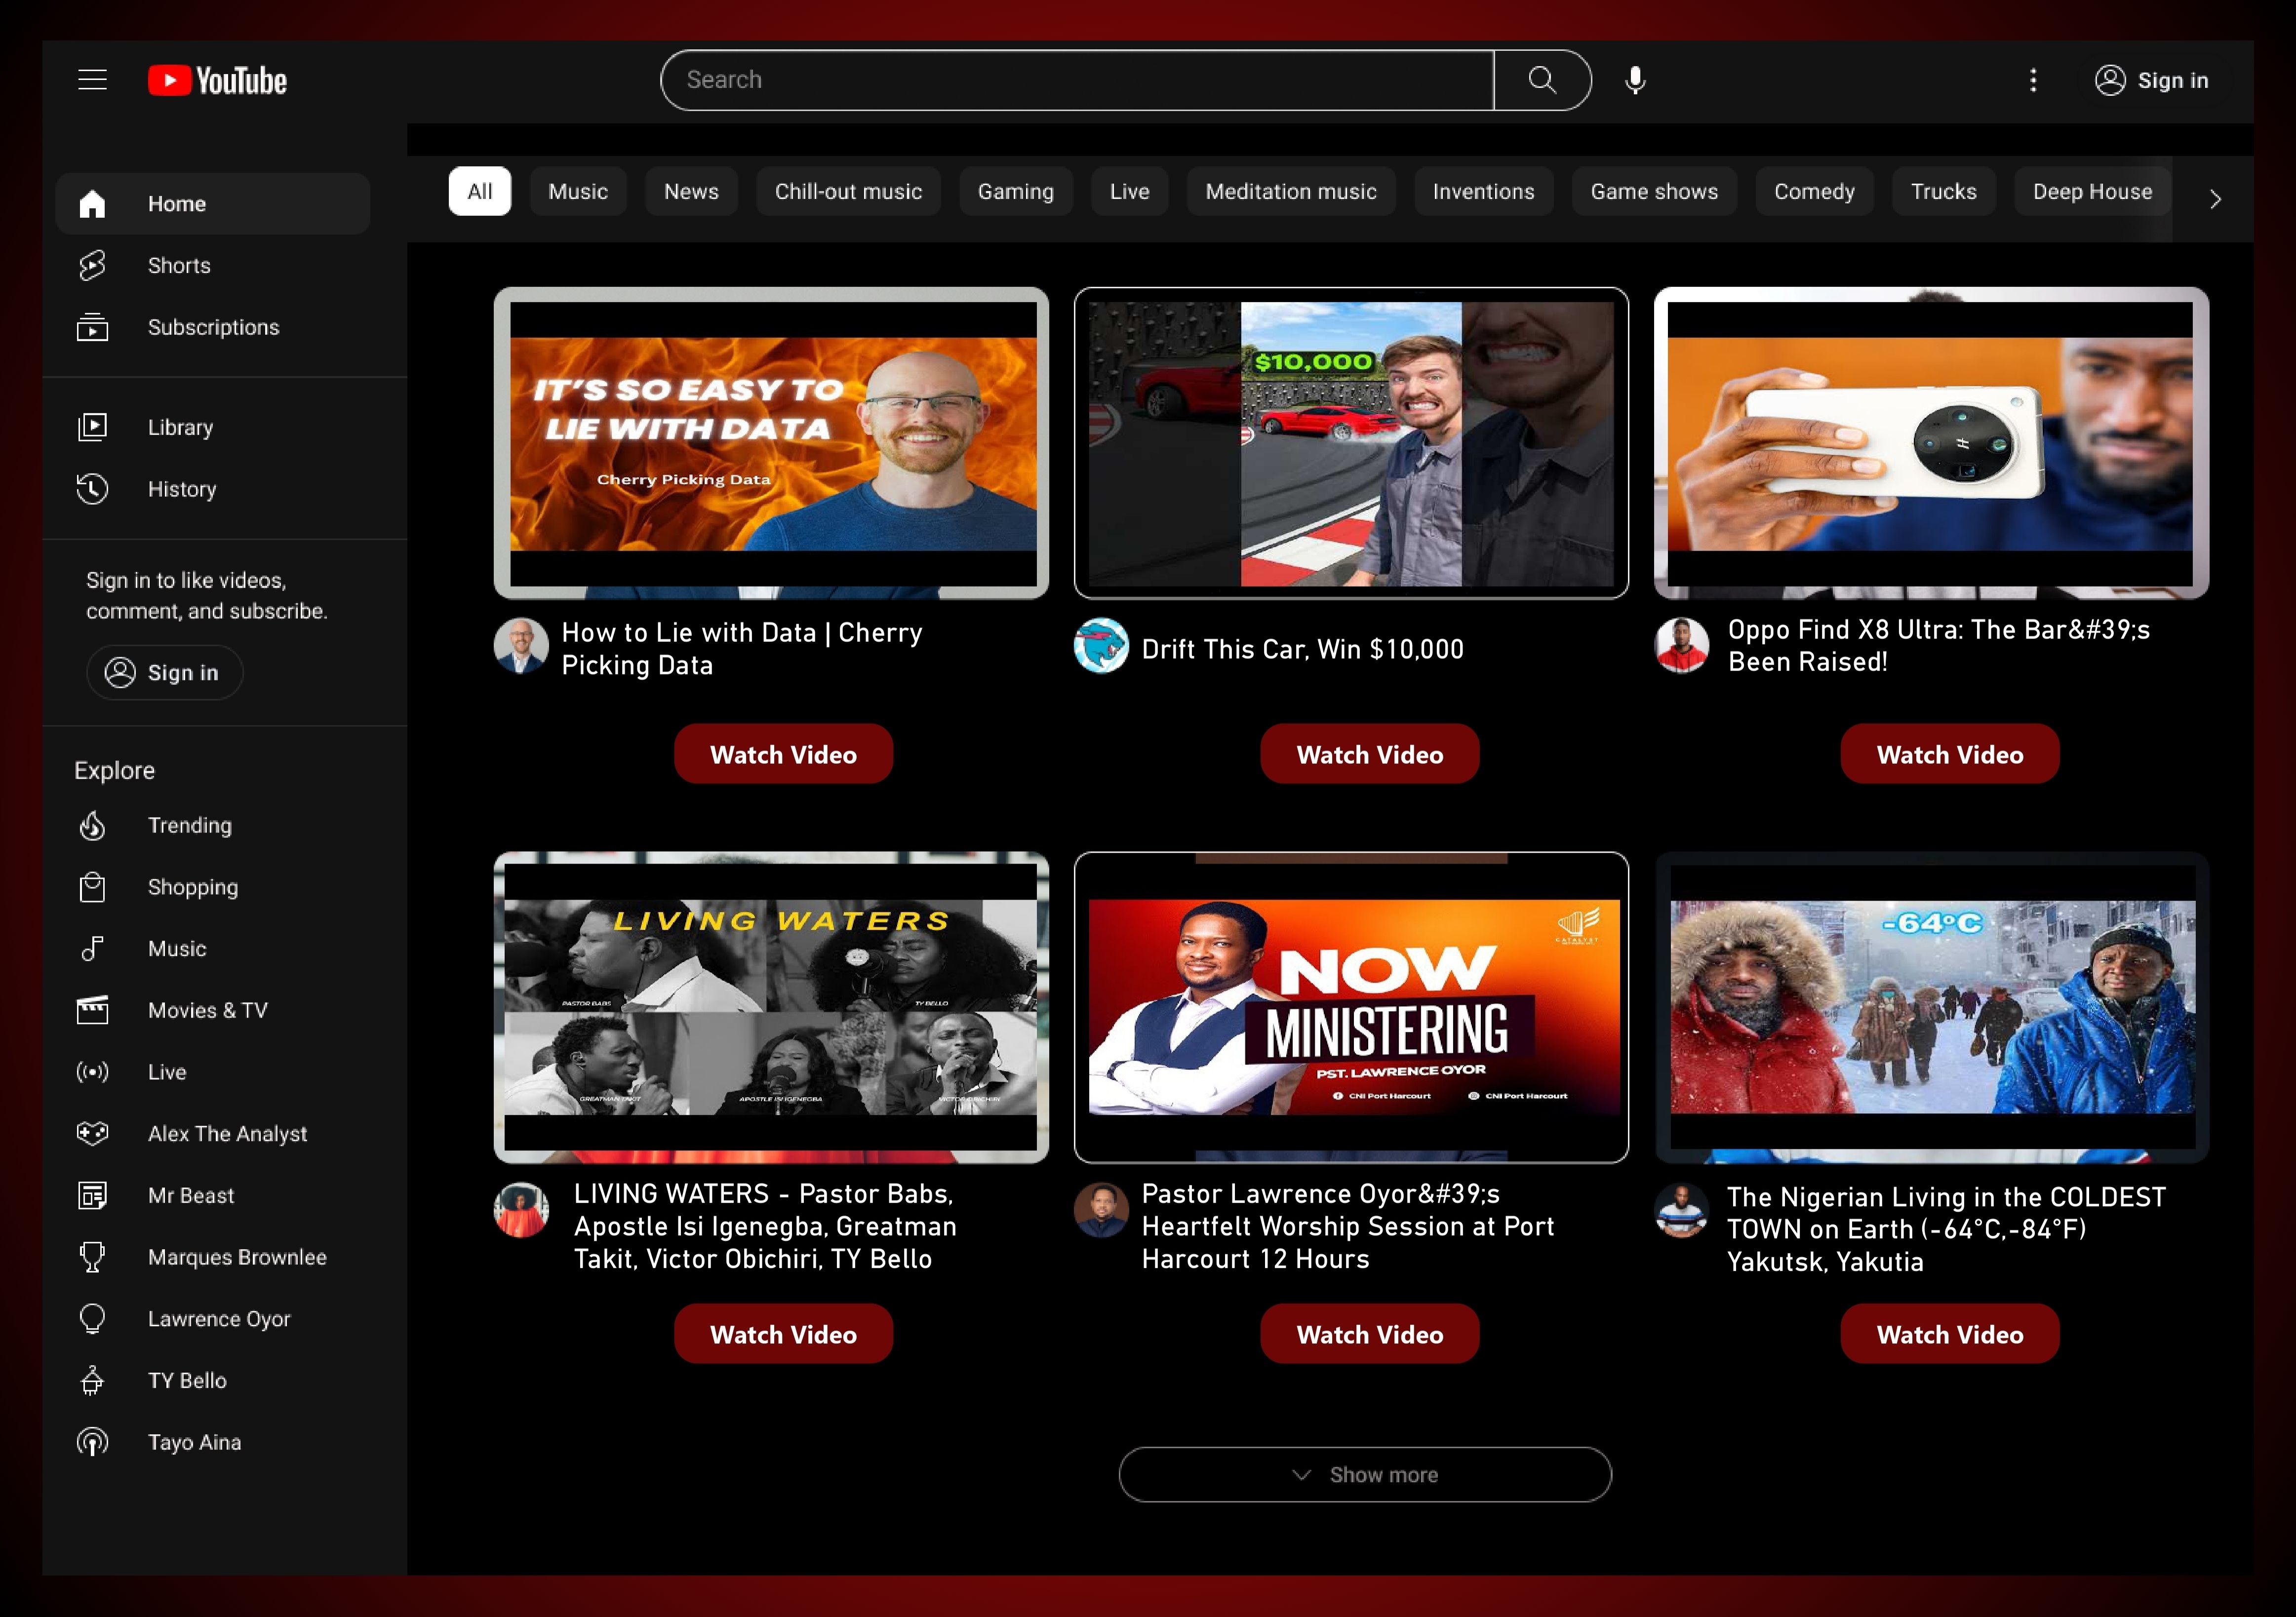 YouTube
Search
Sign in
All
Music
News
Chill-out music
Gaming
Live
Meditation music
Inventions
Game shows
Comedy
Trucks
Deep House
Home
Shorts
Subscriptions
Library
History
Sign in to like videos,
comment, and subscribe.
Sign in
Explore
Trending
Shopping
Music
Movies & TV
Live
Alex The Analyst
Mr Beast
Marques Brownlee
Lawrence Oyor
TY Bello
Tayo Aina
IT'S SO EASY TO
LIE WITH DATA
Cherry Picking Data
How to Lie with Data | Cherry
Picking Data
Watch Video
$10,000
Drift This Car, Win $10,000
Watch Video
Oppo Find X8 Ultra: The Bar&#39;s
Been Raised!
Watch Video
LIVING WATERS
PASTOR BABS
TY BELLO
GREATMAN TAKIT
APOSTLE ISI IGENEGBA
VICTOR OBICHIRI
LIVING WATERS - Pastor Babs,
Apostle Isi Igenegba, Greatman
Takit, Victor Obichiri, TY Bello
Watch Video
CATALYST
NOW
MINISTERING
PST. LAWRENCE OYOR
CNI Port Harcourt
CNI Port Harcourt
Pastor Lawrence Oyor&#39;s
Heartfelt Worship Session at Port
Harcourt 12 Hours
Watch Video
-64°C
The Nigerian Living in the COLDEST
TOWN on Earth (-64°C,-84°F)
Yakutsk, Yakutia
Watch Video
Show more